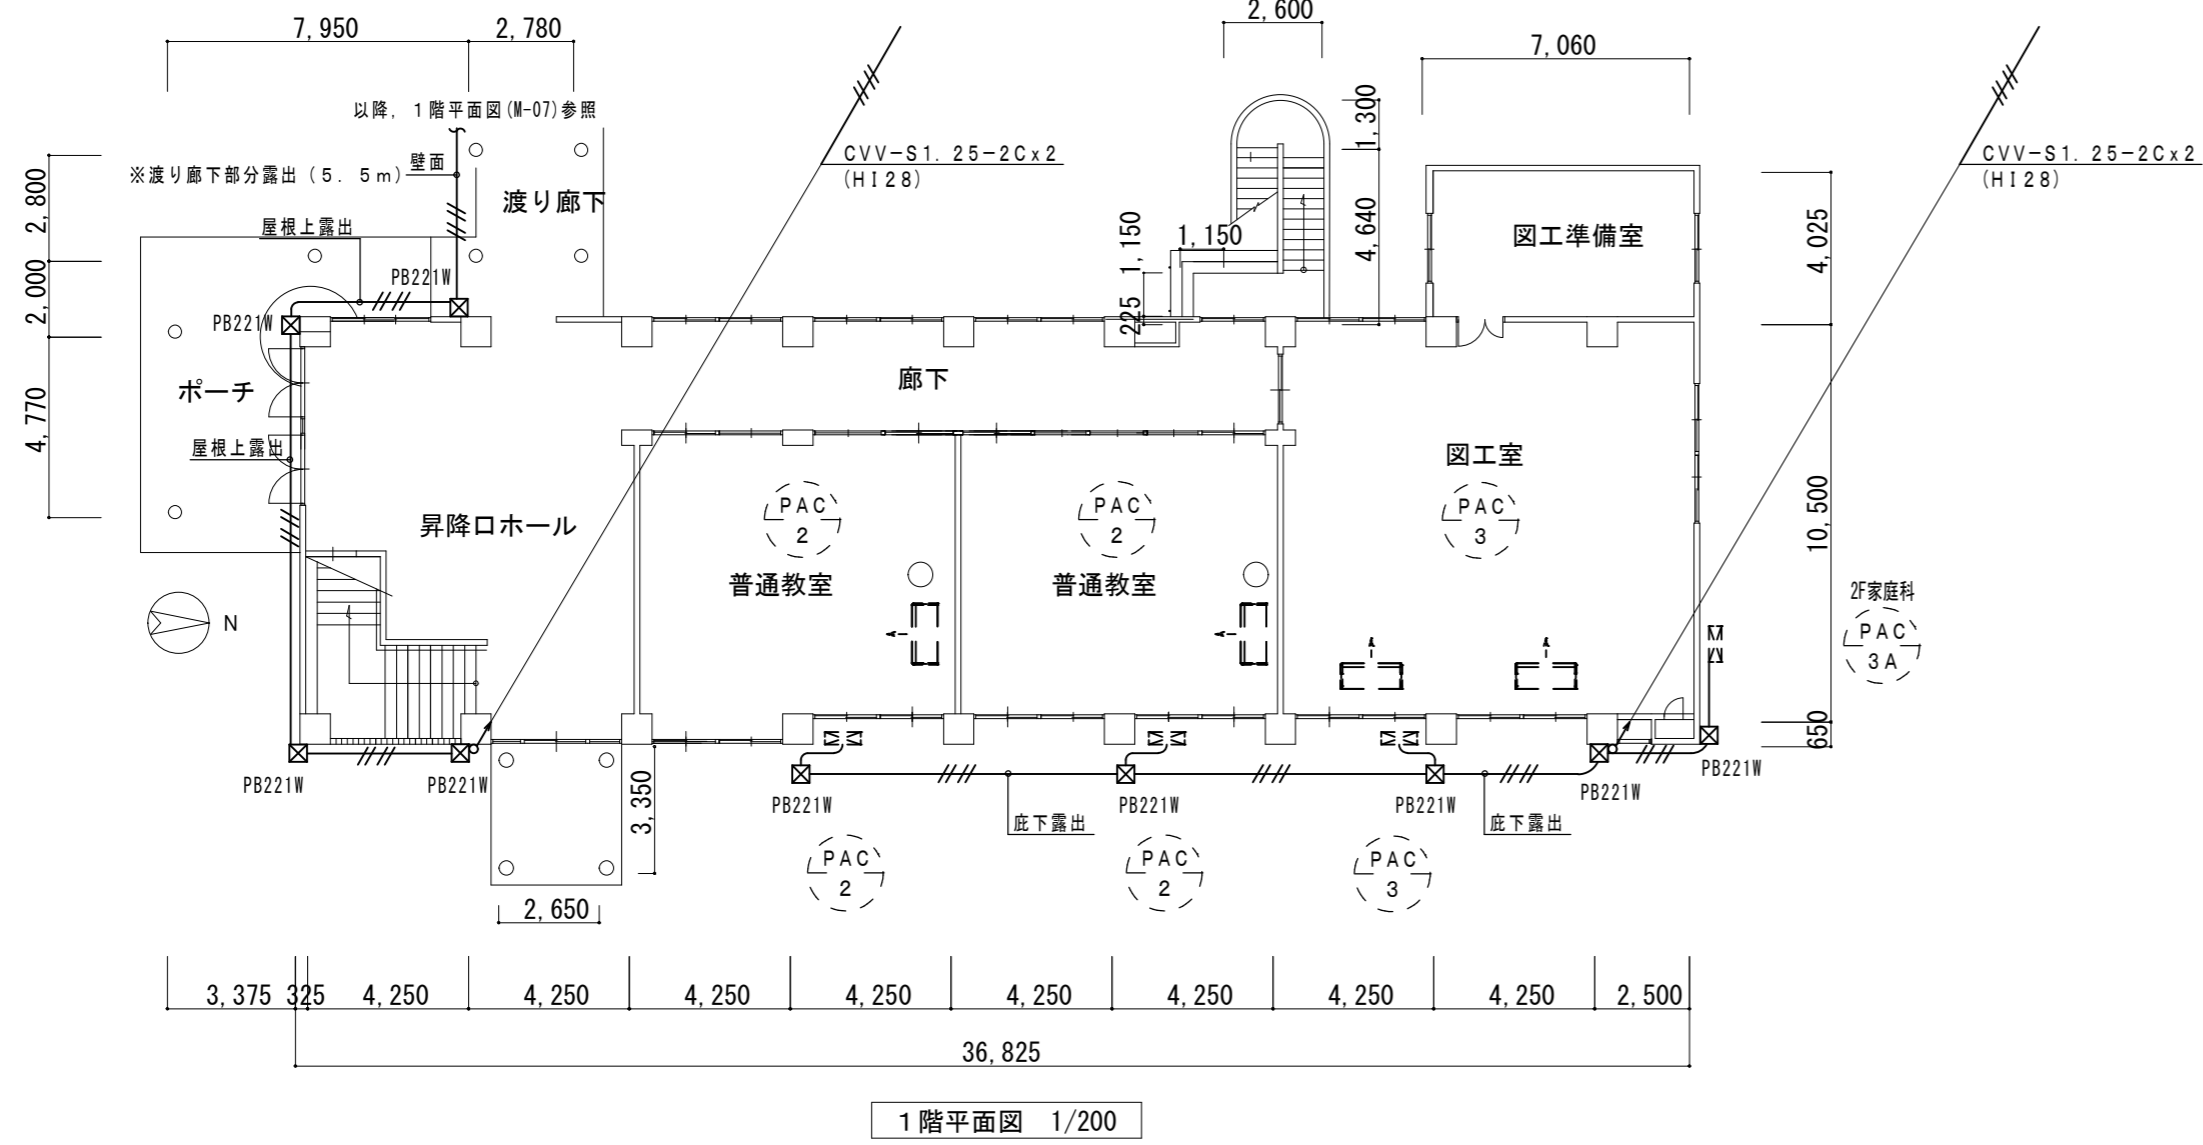 7,950
2,780
2,600
7,060
以降, 1階平面図(M-07)参照
※渡り廊下部分露出(5.5m)
壁面
渡り廊下
屋根上露出
PB221W
PB221W
ポーチ
屋根上露出
2,800
2,000
4,770
CVV-S1.25-2Cx2
(HI28)
1,300
4,640
1,150
1,150
225
図工準備室
CVV-S1.25-2Cx2
(HI28)
4,025
10,500
650
廊下
図工室
昇降口ホール
PAC
2
普通教室
PAC
2
普通教室
PAC
3
2F家庭科
PAC
3A
N
PB221W
PB221W
PB221W
PB221W
PB221W
PB221W
PB221W
庇下露出
庇下露出
3,350
2,650
PAC
2
PAC
2
PAC
3
3,375 325 4,250 4,250 4,250 4,250 4,250 4,250 4,250 4,250 2,500
36,825
1階平面図 1/200